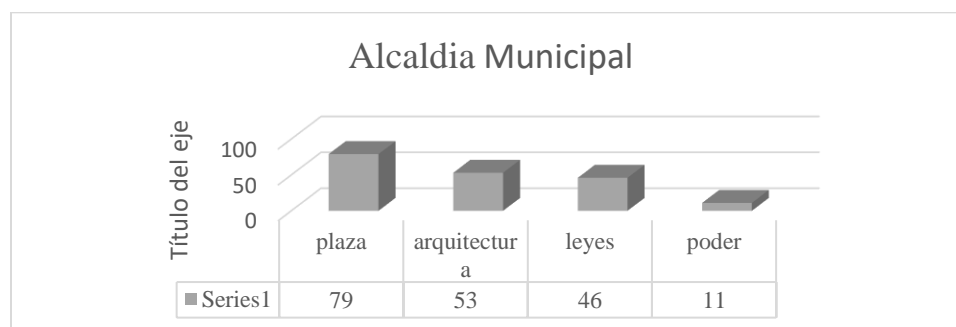 Alcaldia Municipal
Título del eje
100
50
0
plaza arquitectur leyes poder
a
Series1 79 53 46 11